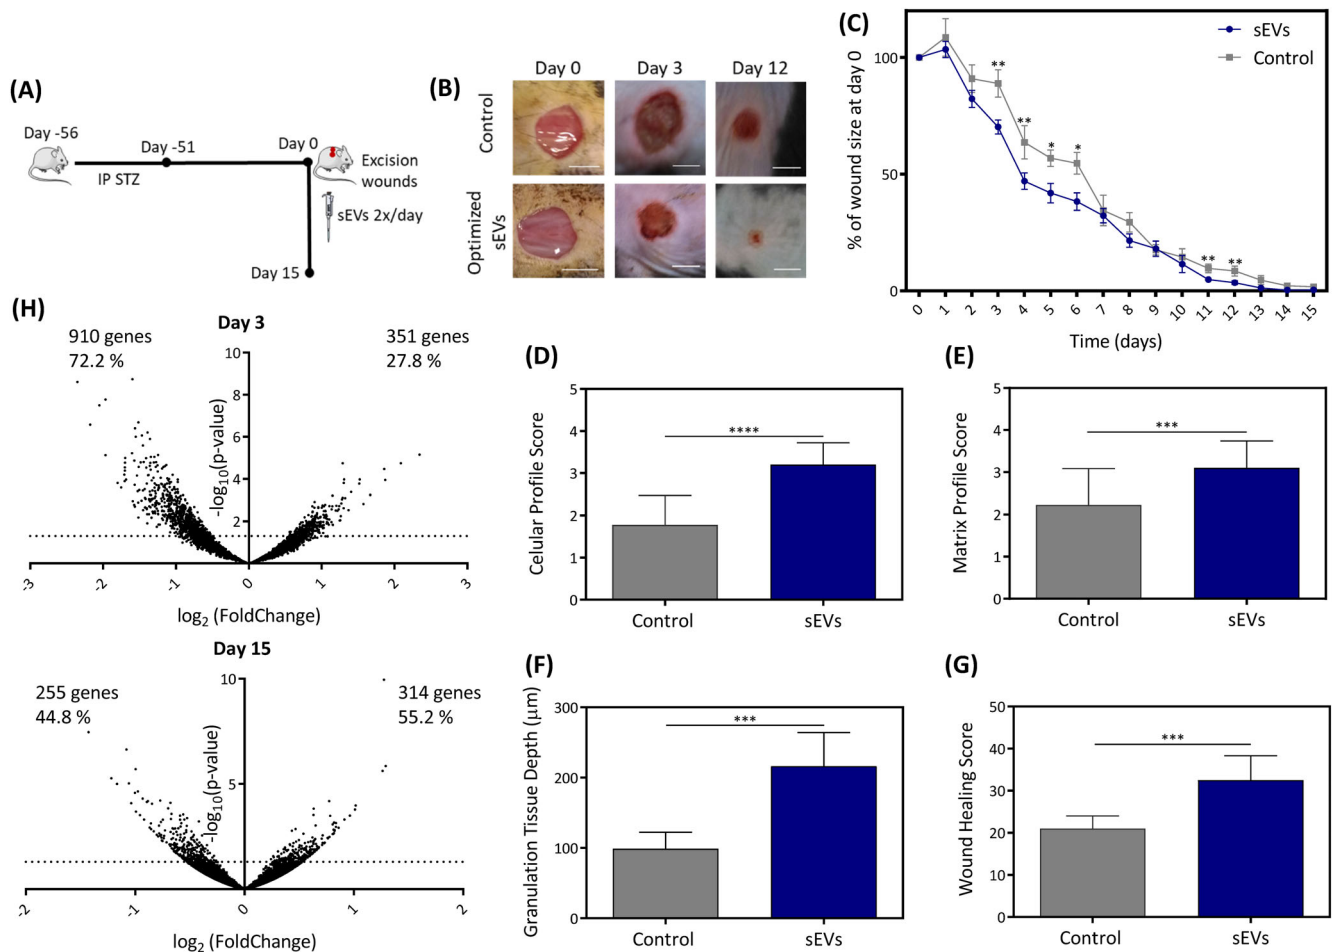 (A)
Day -56
Day -51
Day 0
IP STZ
Excision
wounds
sEVs 2x/day
Day 15
(B)
Day 0
Day 3
Day 12
Control
Optimized
sEVs
(C)
% of wound size at day 0
100
50
0
sEVs
Control
**
**
*
*
**
**
0 1 2 3 4 5 6 7 8 9 10 11 12 13 14 15
Time (days)
(H)
Day 3
910 genes
72.2 %
351 genes
27.8 %
-log10(p-value)
10
8
6
4
2
-3 -2 -1 0 1 2 3
log2 (FoldChange)
Day 15
255 genes
44.8 %
314 genes
55.2 %
-log10(p-value)
10
5
-2 -1 0 1 2
log2 (FoldChange)
(D)
Celular Profile Score
5
4
3
2
1
0
****
Control
sEVs
(E)
Matrix Profile Score
5
4
3
2
1
0
***
Control
sEVs
(F)
Granulation Tissue Depth (μm)
300
200
100
0
***
Control
sEVs
(G)
Wound Healing Score
50
40
30
20
10
0
***
Control
sEVs